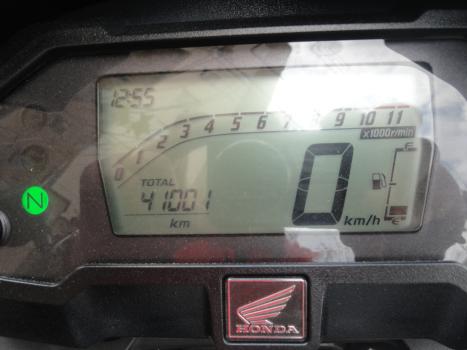 12:55
0 1 2 3 4 5 6 7 8 9 10 11
x1000r/min
TOTAL
41001
km
0
km/h
F
E
N
HONDA